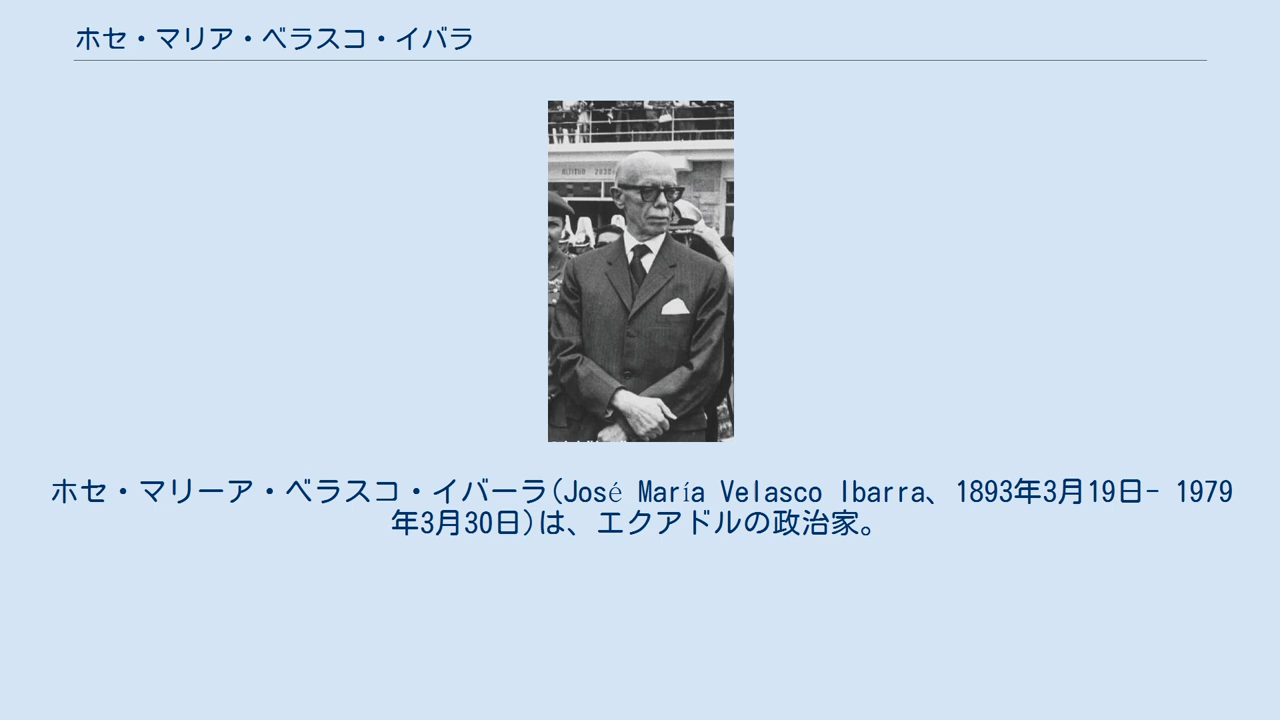 ホセ・マリア・ベラスコ・イバラ
ホセ・マリーア・ベラスコ・イバーラ(José María Velasco Ibarra、1893年3月19日- 1979
年3月30日)は、エクアドルの政治家。